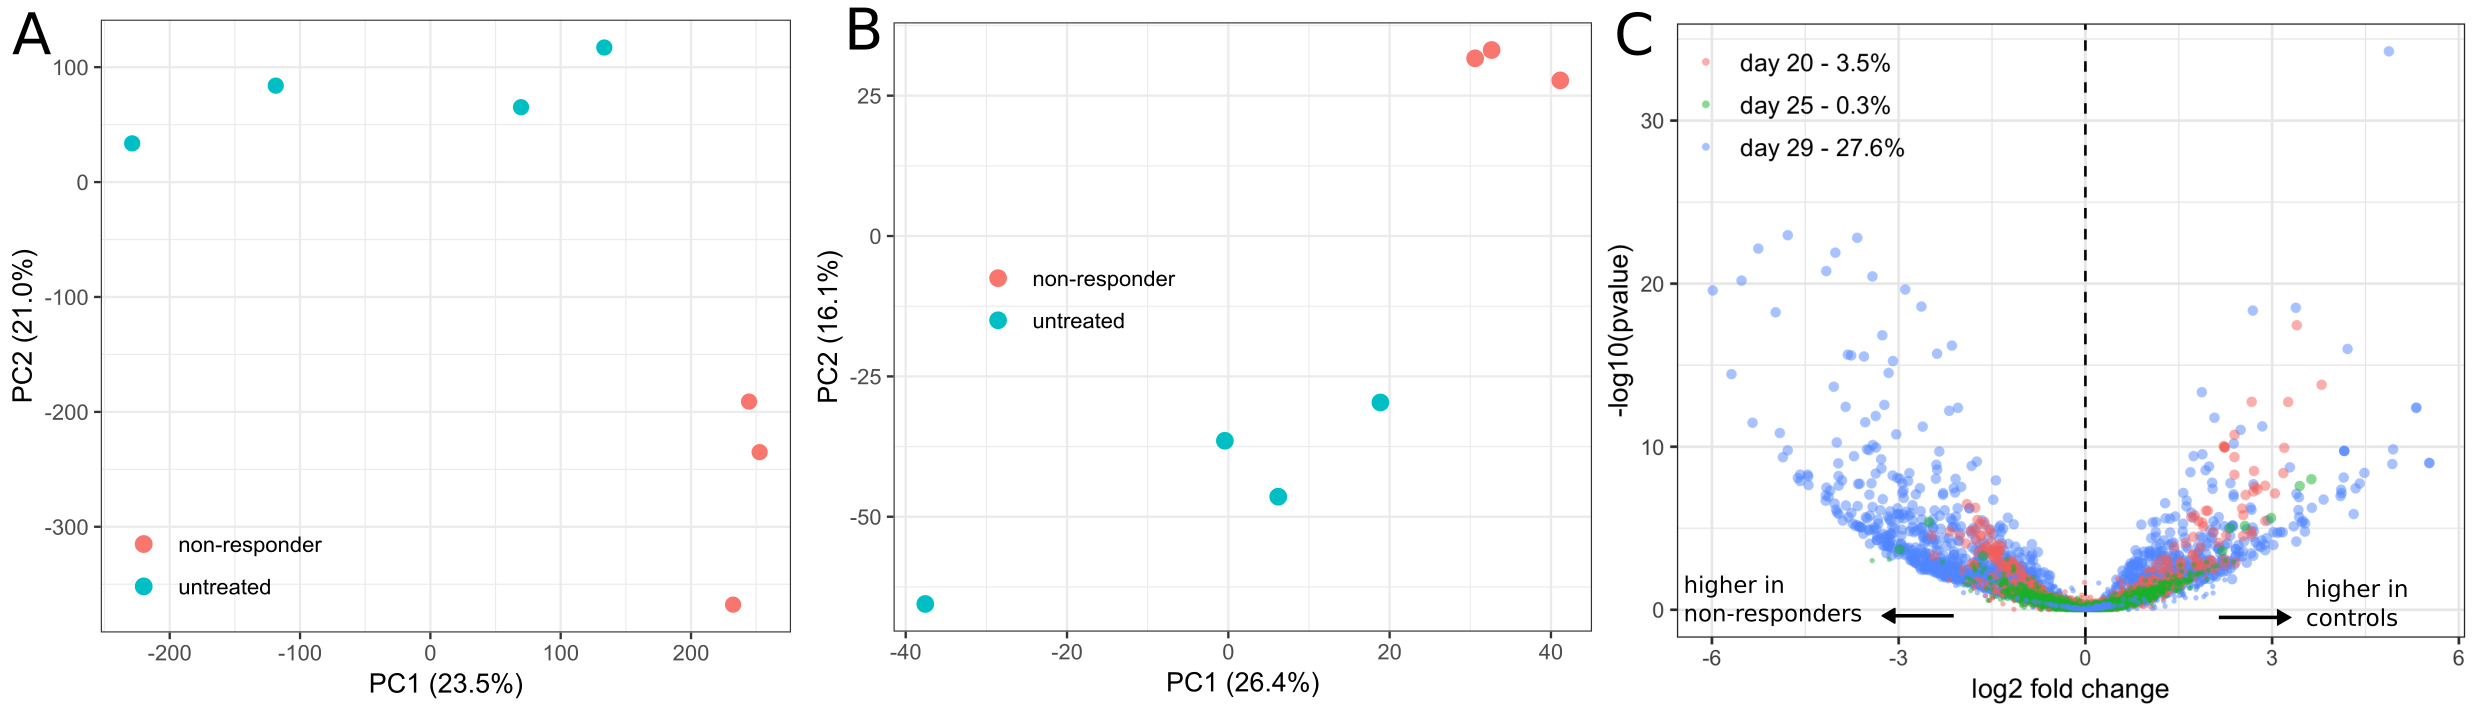 A
100
0
-100
-200
-300
PC2 (21.0%)
non-responder
untreated
-200
-100
0
100
200
PC1 (23.5%)
B
25
0
-25
-50
PC2 (16.1%)
non-responder
untreated
-40
-20
0
20
40
PC1 (26.4%)
C
day 20 - 3.5%
day 25 - 0.3%
day 29 - 27.6%
30
20
10
0
-log10(pvalue)
higher in
non-responders
higher in
controls
-6
-3
0
3
6
log2 fold change